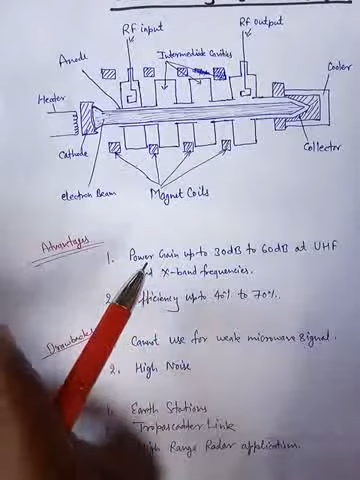 RF input
RF output
Anode
Intermediate Cavities
Cooler
Heater
Cathode
Collector
electron Beam
Magnet Coils
Advantages
1. Power Gain upto 30dB to 60dB at UHF
X-band frequencies.
2 efficiency upto 40% to 70%.
Drawbacks
Cannot use for weak microwave signal.
2. High Noise
1. Earth Stations
Troposcadder Link
High Range Radar application.